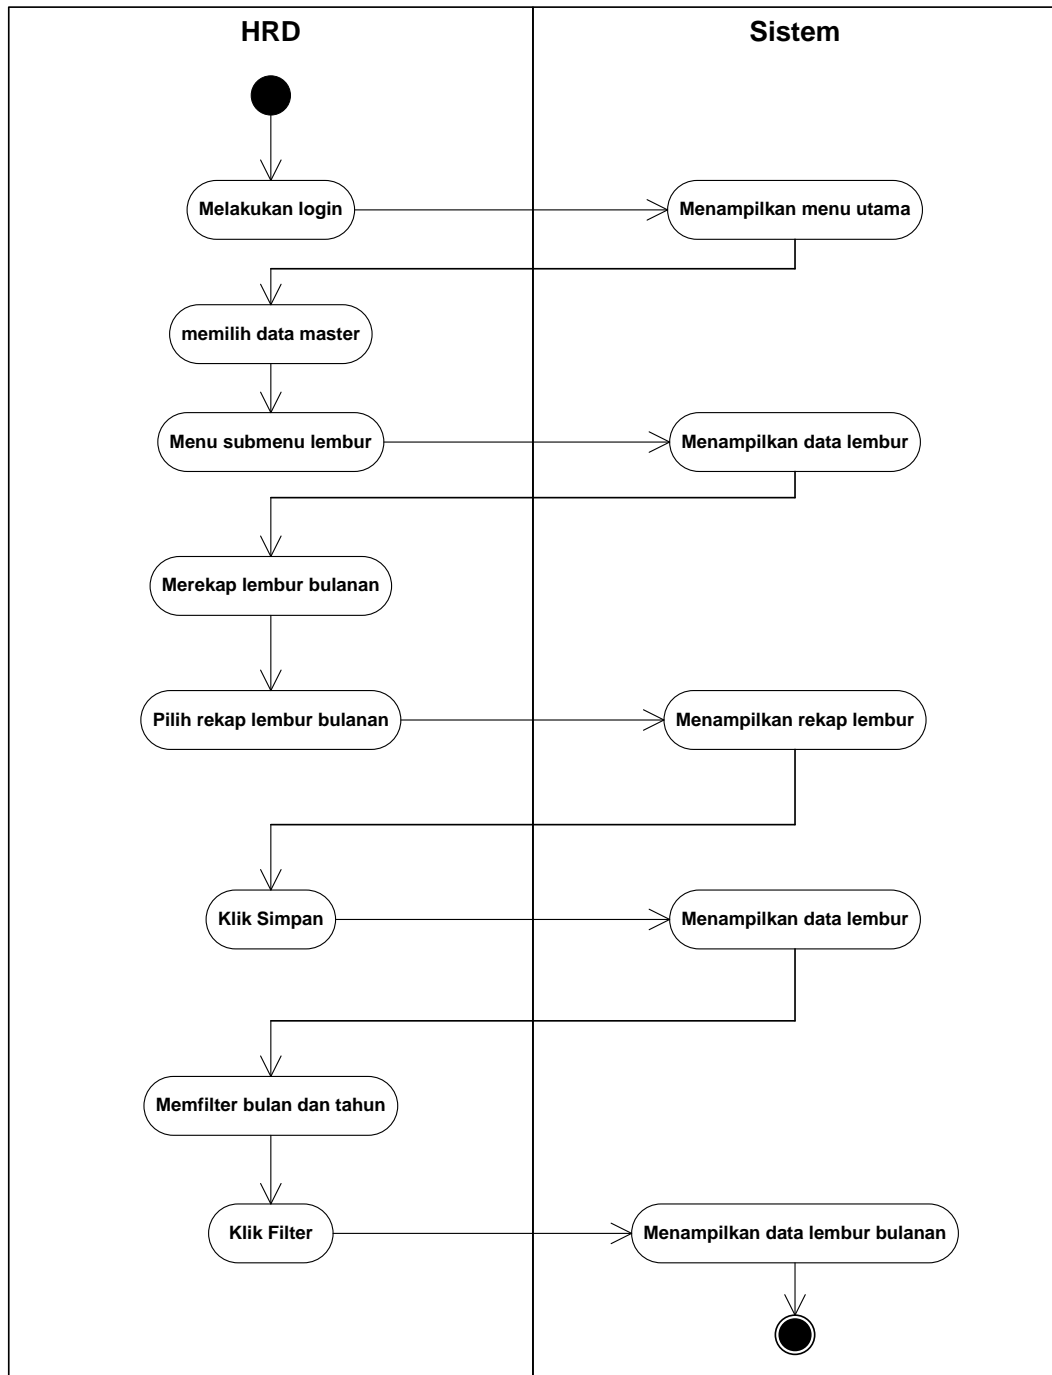 HRD
Sistem
Melakukan login
Menampilkan menu utama
memilih data master
Menu submenu lembur
Menampilkan data lembur
Merekap lembur bulanan
Pilih rekap lembur bulanan
Menampilkan rekap lembur
Klik Simpan
Menampilkan data lembur
Memfilter bulan dan tahun
Klik Filter
Menampilkan data lembur bulanan